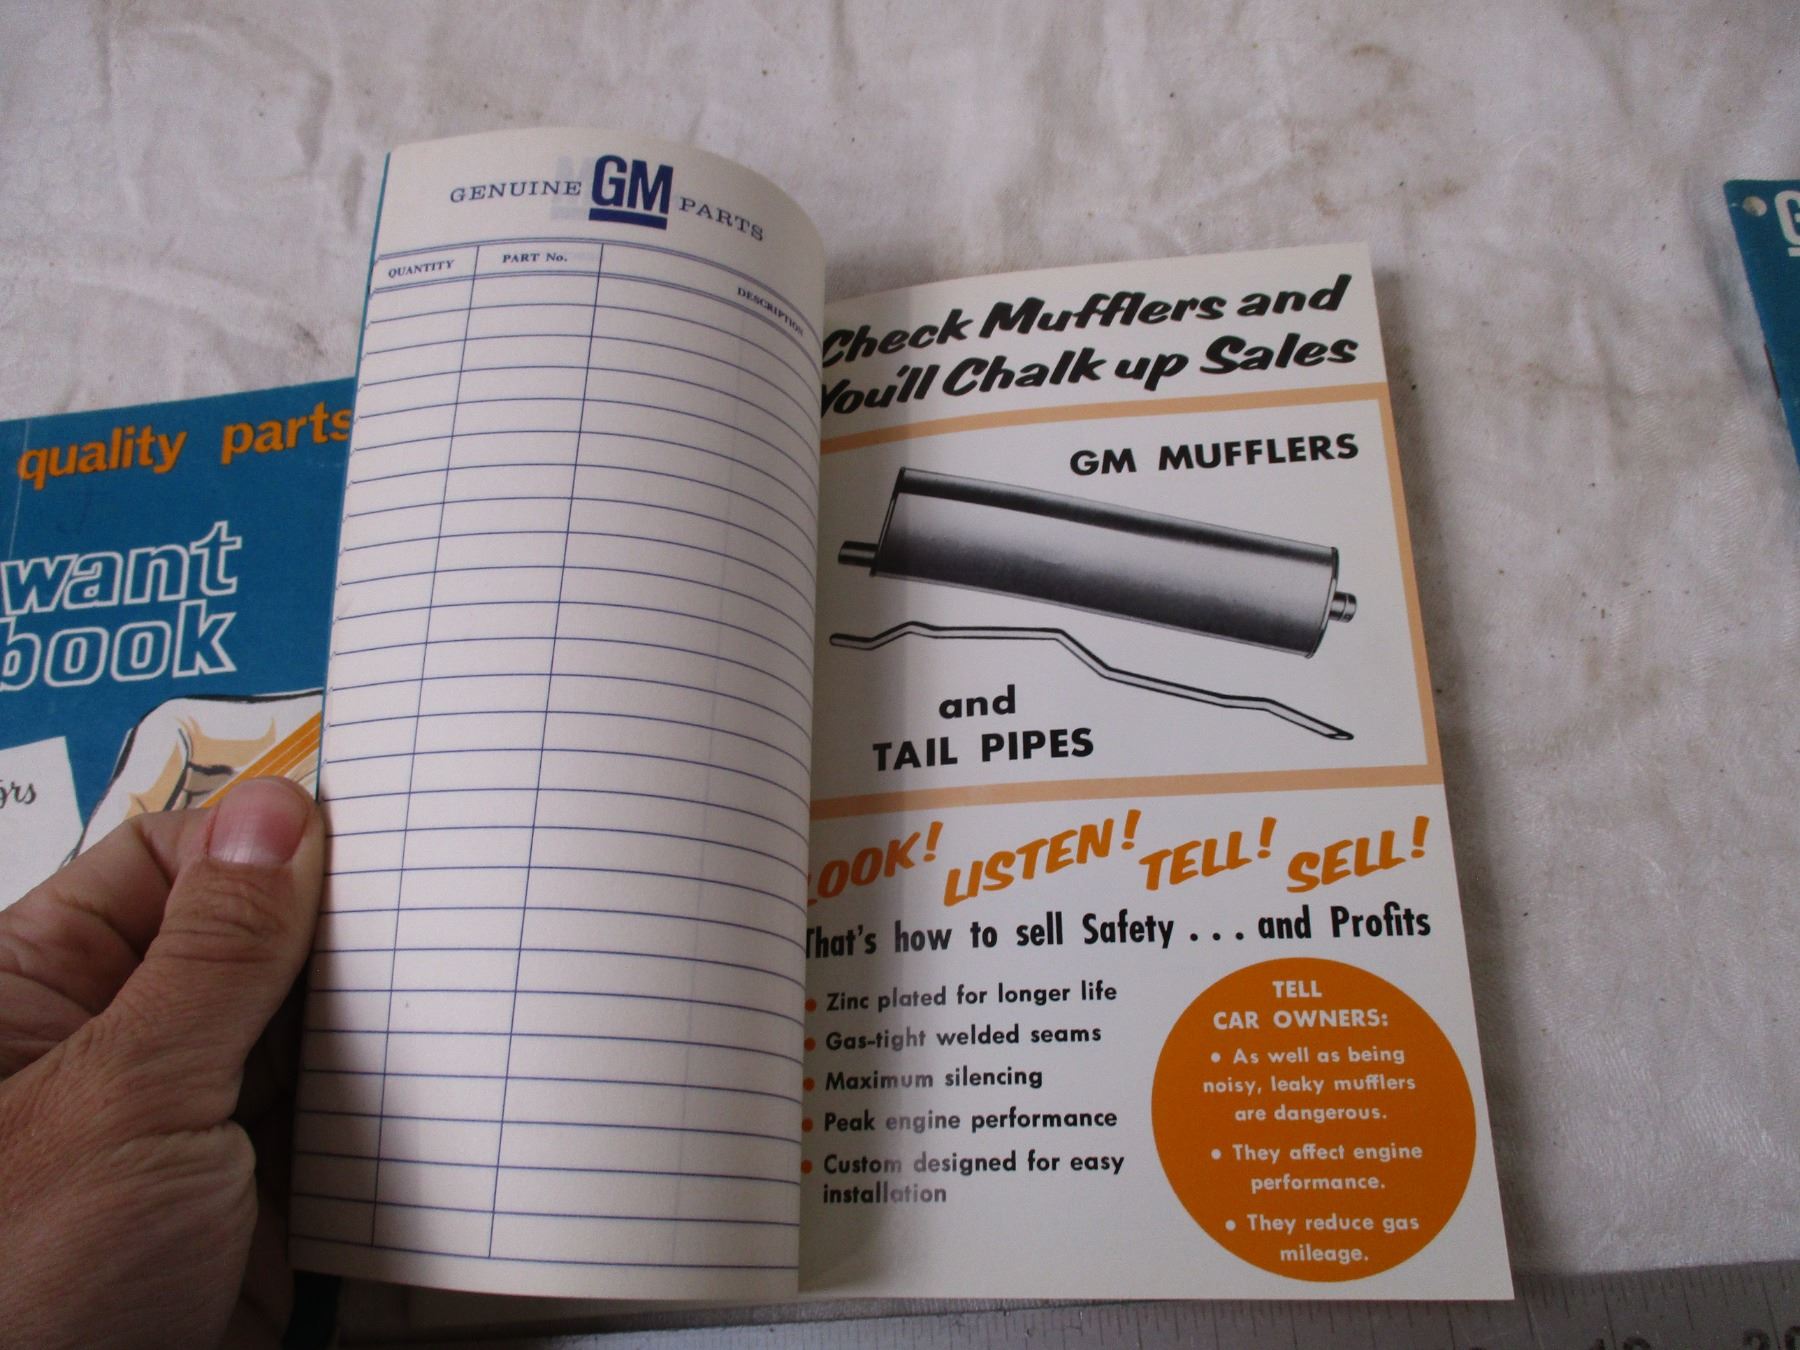 GENUINE GM PARTS
QUANTITY PART No. DESCRIPTION
quality parts
want
book
Check Mufflers and
You'll Chalk up Sales
GM MUFFLERS
and
TAIL PIPES
LOOK! LISTEN! TELL! SELL!
That's how to sell Safety . . . and Profits
• Zinc plated for longer life
• Gas-tight welded seams
• Maximum silencing
• Peak engine performance
• Custom designed for easy
installation
TELL
CAR OWNERS:
• As well as being
noisy, leaky mufflers
are dangerous.
• They affect engine
performance.
• They reduce gas
mileage.